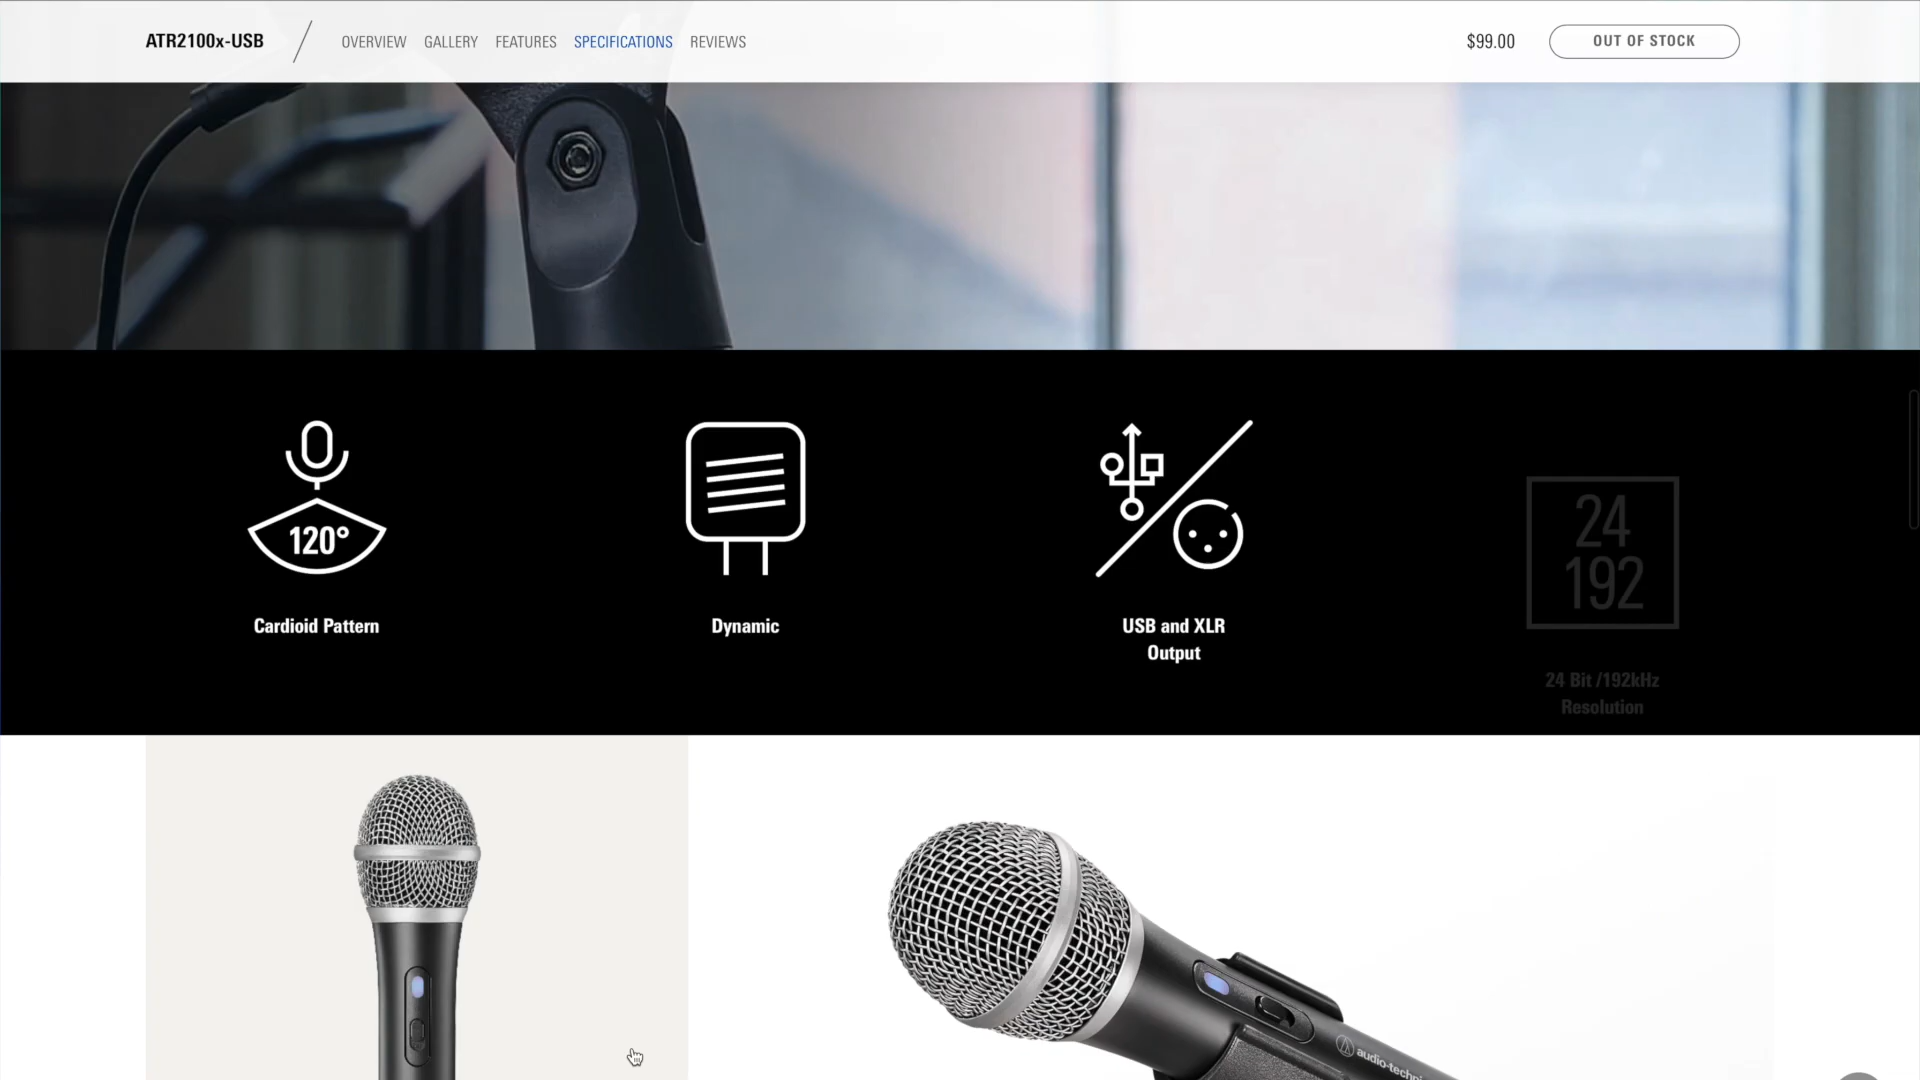 ATR2100x-USB
OVERVIEW GALLERY FEATURES SPECIFICATIONS REVIEWS
$99.00
OUT OF STOCK
120°
Cardioid Pattern
Dynamic
USB and XLR
Output
24
192
24 Bit /192kHz
Resolution